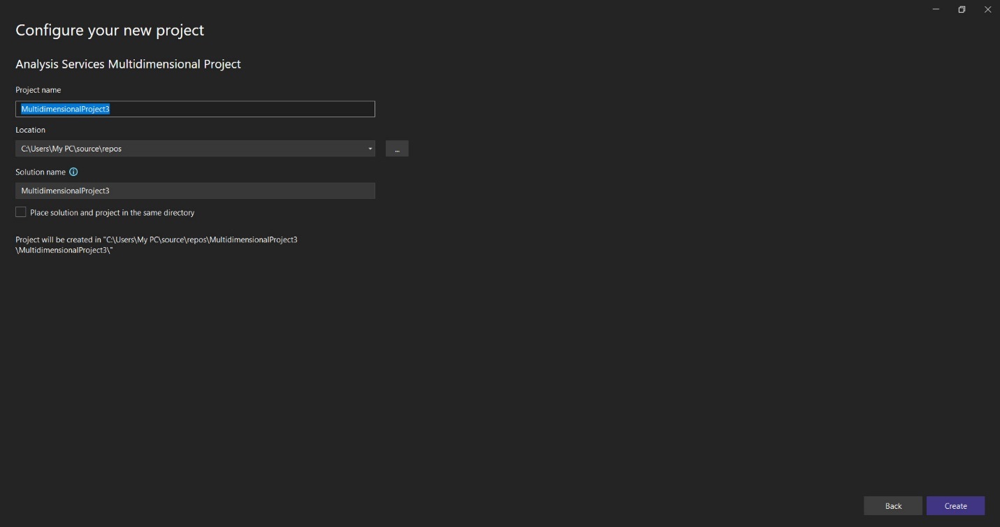 Configure your new project
Analysis Services Multidimensional Project
Project name
MultidimensionalProject3
Location
C:\Users\My PC\source\repos
...
Solution name
MultidimensionalProject3
Place solution and project in the same directory
Project will be created in "C:\Users\My PC\source\repos\MultidimensionalProject3
\MultidimensionalProject3\"
Back
Create